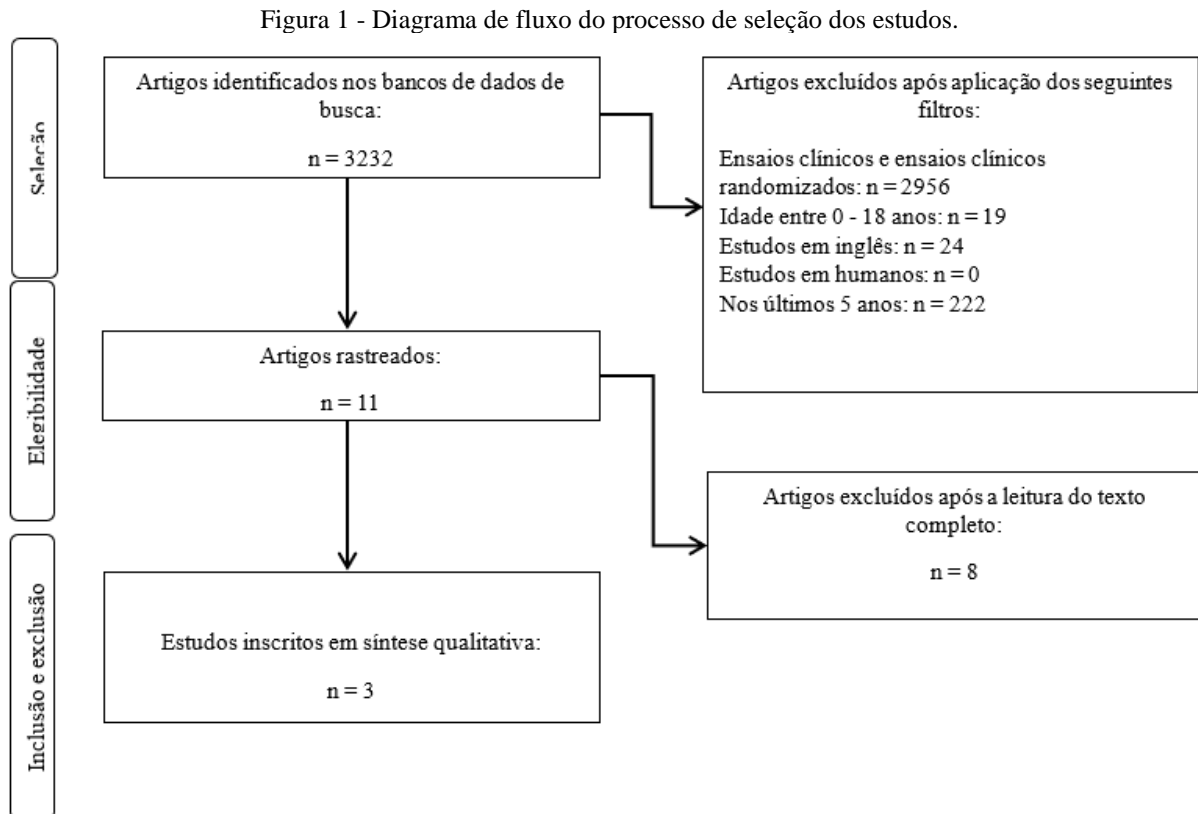 Figura 1 - Diagrama de fluxo do processo de seleção dos estudos.
Seleção
Artigos identificados nos bancos de dados de
busca:
n = 3232
Artigos excluídos após aplicação dos seguintes
filtros:
Ensaios clínicos e ensaios clínicos
randomizados: n = 2956
Idade entre 0 - 18 anos: n = 19
Estudos em inglês: n = 24
Estudos em humanos: n = 0
Nos últimos 5 anos: n = 222
Elegibilidade
Artigos rastreados:
n = 11
Artigos excluídos após a leitura do texto
completo:
n = 8
Inclusão e exclusão
Estudos inscritos em síntese qualitativa:
n = 3